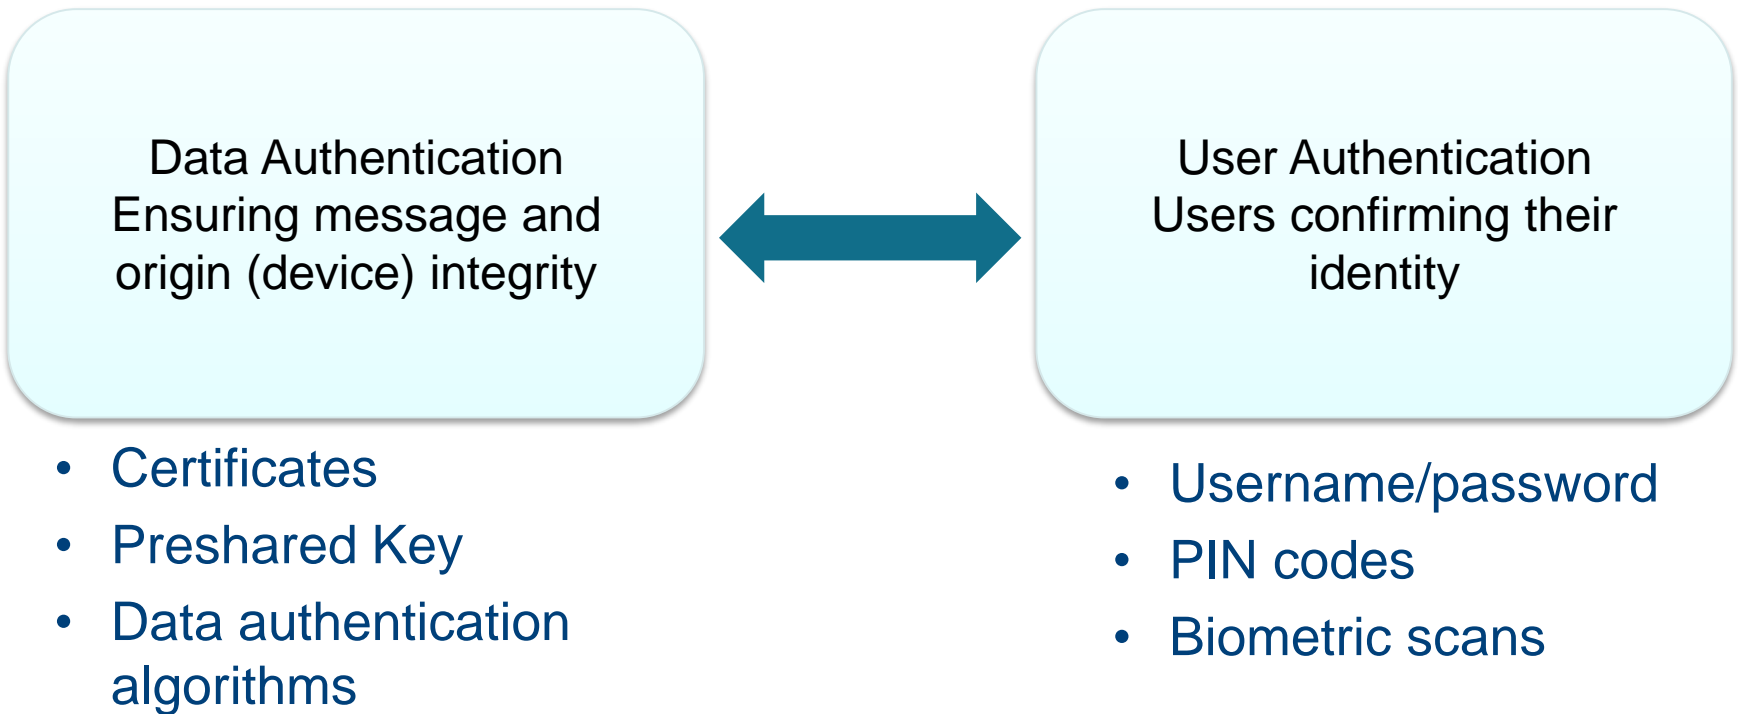 Data Authentication
Ensuring message and
origin (device) integrity
• Certificates
• Preshared Key
• Data authentication
algorithms
User Authentication
Users confirming their
identity
• Username/password
• PIN codes
• Biometric scans